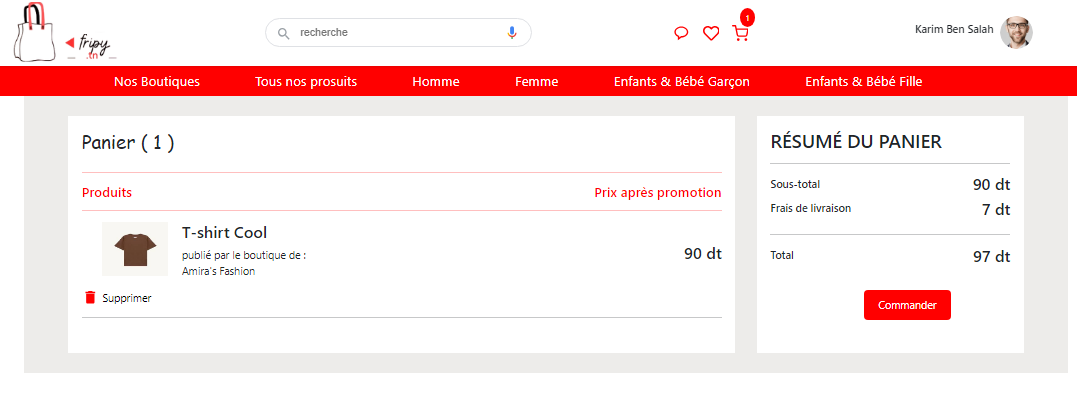 fripy
.tn
recherche
1
Karim Ben Salah
Nos Boutiques Tous nos prosuits Homme Femme Enfants & Bébé Garçon Enfants & Bébé Fille
Panier ( 1 )
Produits Prix après promotion
T-shirt Cool
publié par le boutique de :
Amira's Fashion
90 dt
Supprimer
RÉSUMÉ DU PANIER
Sous-total 90 dt
Frais de livraison 7 dt
Total 97 dt
Commander